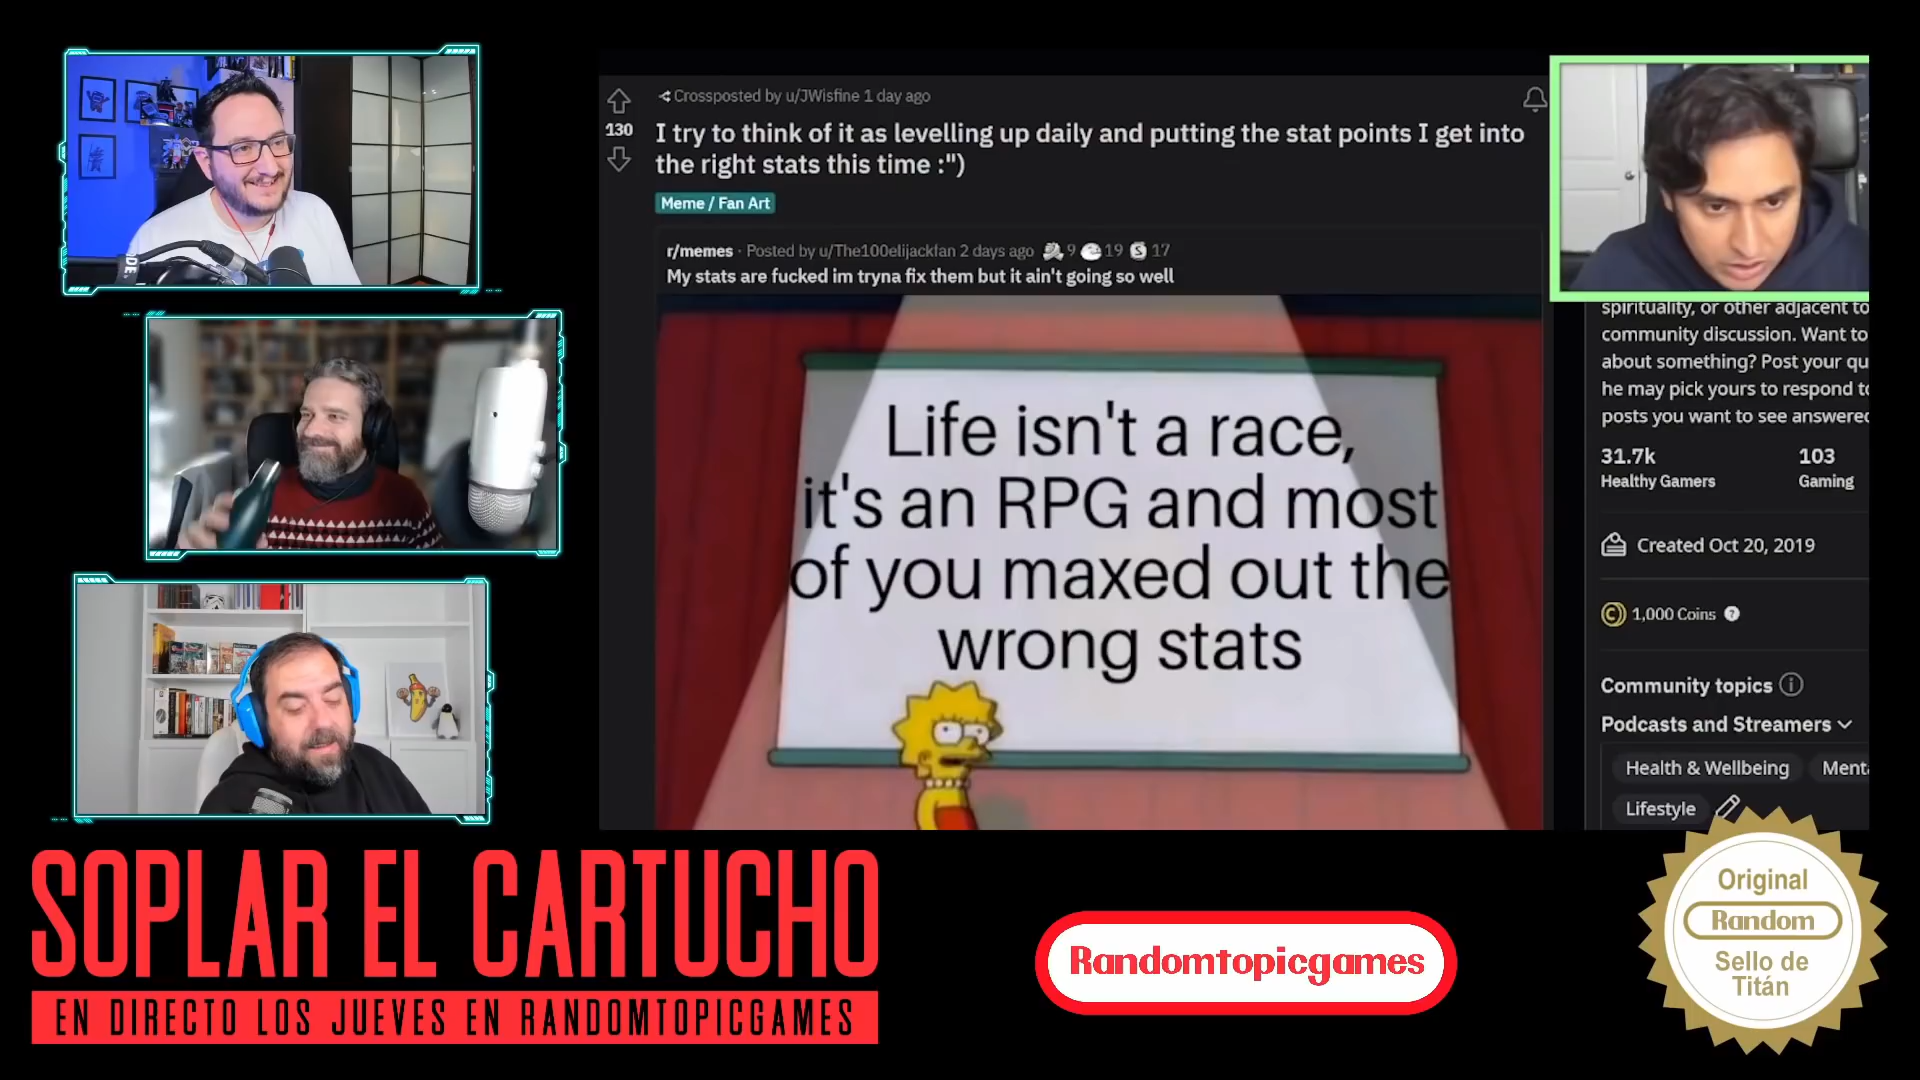 Crossposted by u/JWisfine 1 day ago
130
I try to think of it as levelling up daily and putting the stat points I get into
the right stats this time :")
Meme / Fan Art
r/memes · Posted by u/The100elijackfan 2 days ago 9 19 17
My stats are fucked im tryna fix them but it ain't going so well
Life isn't a race,
it's an RPG and most
of you maxed out the
wrong stats
spirituality, or other adjacent to
community discussion. Want to
about something? Post your qu
he may pick yours to respond to
posts you want to see answered
31.7k
Healthy Gamers
103
Gaming
Created Oct 20, 2019
1,000 Coins
Community topics
Podcasts and Streamers
Health & Wellbeing
Menta
Lifestyle
SOPLAR EL CARTUCHO
EN DIRECTO LOS JUEVES EN RANDOMTOPICGAMES
Randomtopicgames
Original
Random
Sello de
Titán